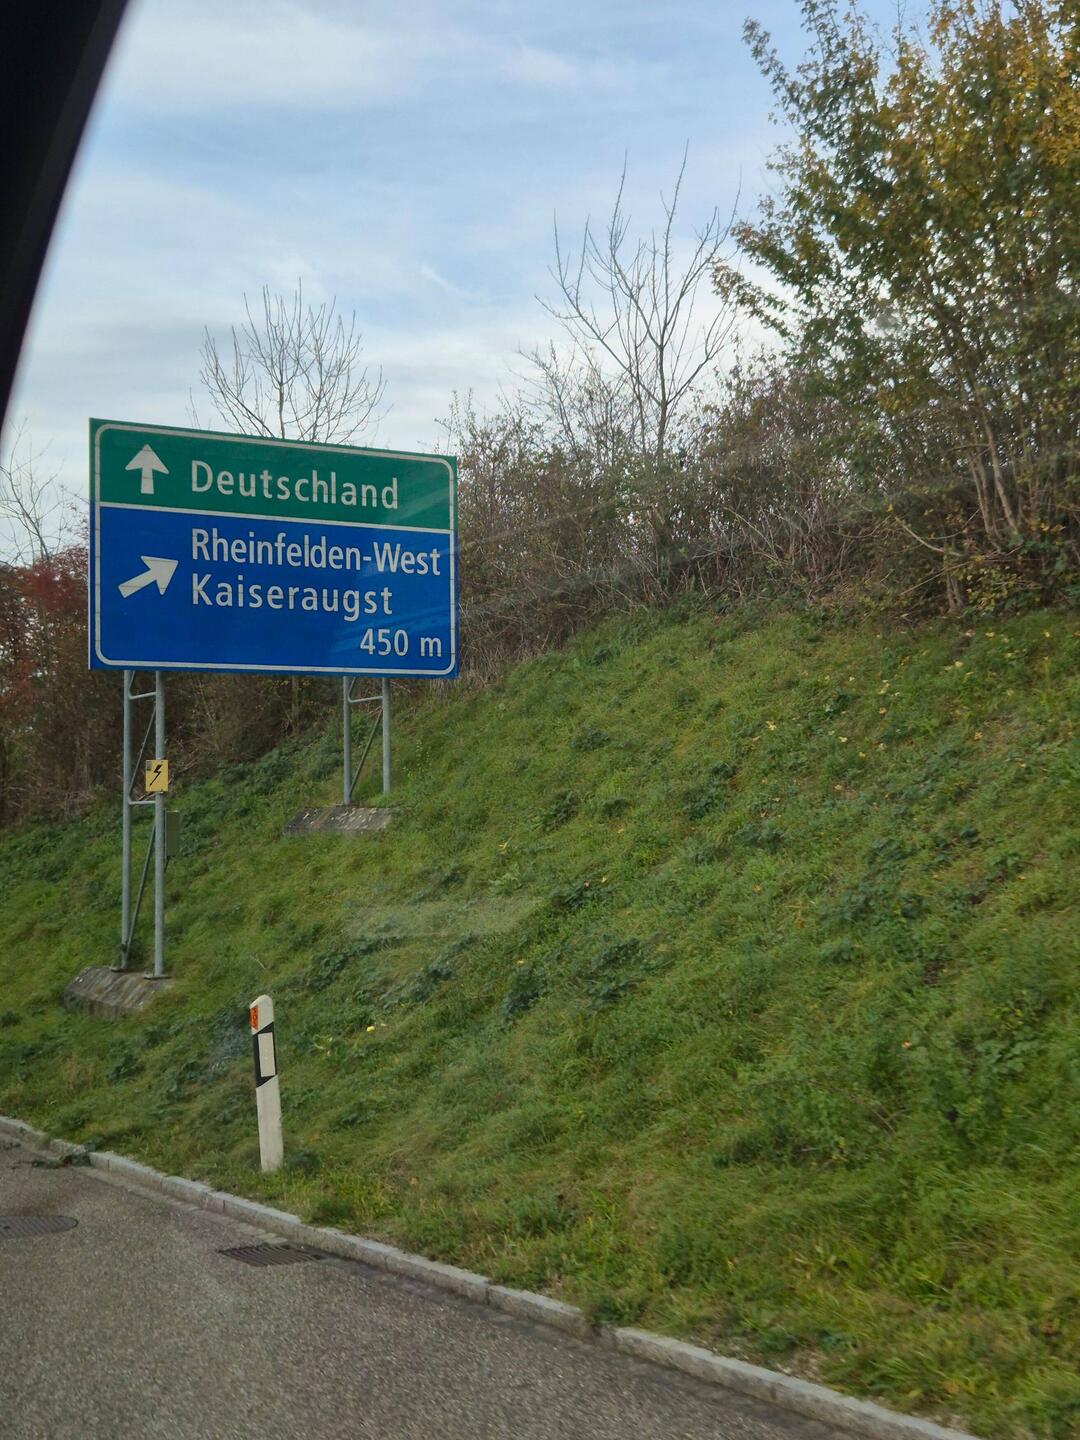 Deutschland
Rheinfelden-West
Kaiseraugst
450 m